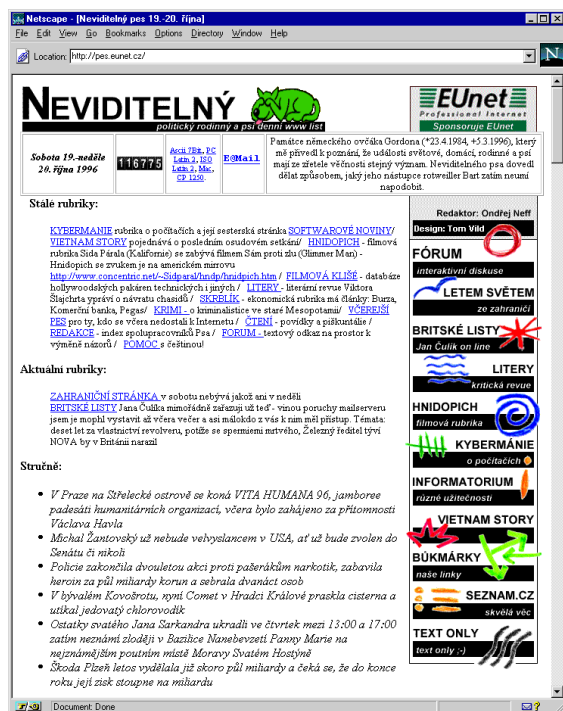 Netscape - [Neviditelný pes 19.-20. října]
File Edit View Go Bookmarks Options Directory Window Help
Location: http://pes.eunet.cz/
N
NEVIDITELNÝ
politický rodinný a psí denní www list
EUnet
Professional Internet
Sponsoruje EUnet
Sobota 19.-neděle
20. října 1996
116775
Ascii 7Bit, PC
Latin 2, ISO
Latin 2, Mac,
CP 1250.
E@Mail
Památce německého ovčáka Gordona (*23.4.1984, +5.3.1996), který
mě přivedl k poznání, že události světové, domácí, rodinné a psí
mají ze zřetele věčnosti stejný význam. Neviditelného psa dovedl
dělat způsobem, jaký jeho nástupce rotweiller Bart zatím neumí
napodobit.
Stálé rubriky:
KYBERMANIE rubrika o počítačích a její sesterská stránka SOFTWAROVÉ NOVINY/
VIETNAM STORY pojednává o posledním osudovém setkání/ HNIDOPICH - filmová
rubrika Sida Párala (Kalifornie) se zabývá filmem Sám proti zlu (Glimmer Man) -
Hnidopich se zvukem je na americkém mirrovu
http://www.concentric.net/~Sidparal/hndp/hnidpich.htm / FILMOVÁ KLIŠÉ - databáze
hollywoodských pakáren technických i jiných / LITERY - literární revue Viktora
Šlajchrta vypráví o návratu chasidů / SKRBLÍK - ekonomická rubrika má články: Burza,
Komerční banka, Pegas/ KRIMI - o kriminalistice ve staré Mesopotamii/ VČEREJŠÍ
PES pro ty, kdo se včera nedostali k Internetu / ČTENÍ - povídky a piškuntálie /
REDAKCE - index spolupracovníků Psa / FORUM - textový odkaz na prostor k
výměně názorů / POMOC s češtinou!
Aktuální rubriky:
ZAHRANIČNÍ STRÁNKA v sobotu nebývá jakož ani v neděli
BRITSKÉ LISTY Jana Čulíka mimořádně zařazuji už teď - vinou poruchy mailserveru
jsem je mophl vystavit až včera večer a asi málokdo z vás k nim měl přístup. Témata:
deset let za vlastnictví revolveru, potíže se spermiemi mrtvého, Železný ředitel tývi
NOVA by v Británii narazil
Stručně:
V Praze na Střelecké ostrově se koná VITA HUMANA 96, jamboree
padesáti humanitárních organizací, včera bylo zahájeno za přítomnosti
Václava Havla
Michal Žantovský už nebude velvyslancem v USA, ať už bude zvolen do
Senátu či nikoli
Policie zakončila dvouletou akci proti pašerákům narkotik, zabavila
heroin za půl miliardy korun a sebrala dvanáct osob
V bývalém Kovošrotu, nyní Comet v Hradci Králové praskla cisterna a
utíkal jedovatý chlorovodík
Ostatky svatého Jana Sarkandra ukradli ve čtvrtek mezi 13:00 a 17:00
zatím neznámí zloději v Bazilice Nanebevzetí Panny Marie na
nejznámějším poutním místě Moravy Svatém Hostýně
Škoda Plzeň letos vydělala již skoro půl miliardy a čeká se, že do konce
roku její zisk stoupne na miliardu
Redaktor: Ondřej Neff
Design: Tom Vild
FÓRUM
interaktivní diskuse
LETEM SVĚTEM
ze zahraničí
BRITSKÉ LISTY
Jan Čulík on line
LITERY
kritická revue
HNIDOPICH
filmová rubrika
KYBERMÁNIE
o počítačích
INFORMATORIUM
různé užitečnosti
VIETNAM STORY
BÚKMÁRKY
naše linky
SEZNAM.CZ
skvělá věc
TEXT ONLY
text only ;-)
Document: Done